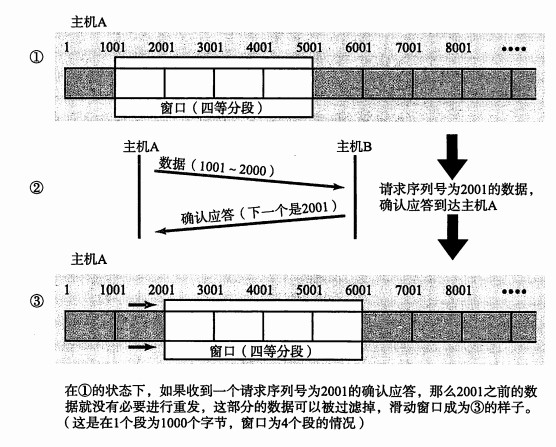 主机A
1 1001 2001 3001 4001 5001 6001 7001 8001 ••••
①
窗口（四等分段）
主机A 主机B
数据（1001～2000）
②
确认应答（下一个是2001）
请求序列号为2001的数据，
确认应答到达主机A
主机A
1 1001 2001 3001 4001 5001 6001 7001 8001 ••••
③
窗口（四等分段）
在①的状态下，如果收到一个请求序列号为2001的确认应答，那么2001之前的数
据就没有必要进行重发，这部分的数据可以被过滤掉，滑动窗口成为③的样子。
（这是在1个段为1000个字节，窗口为4个段的情况）